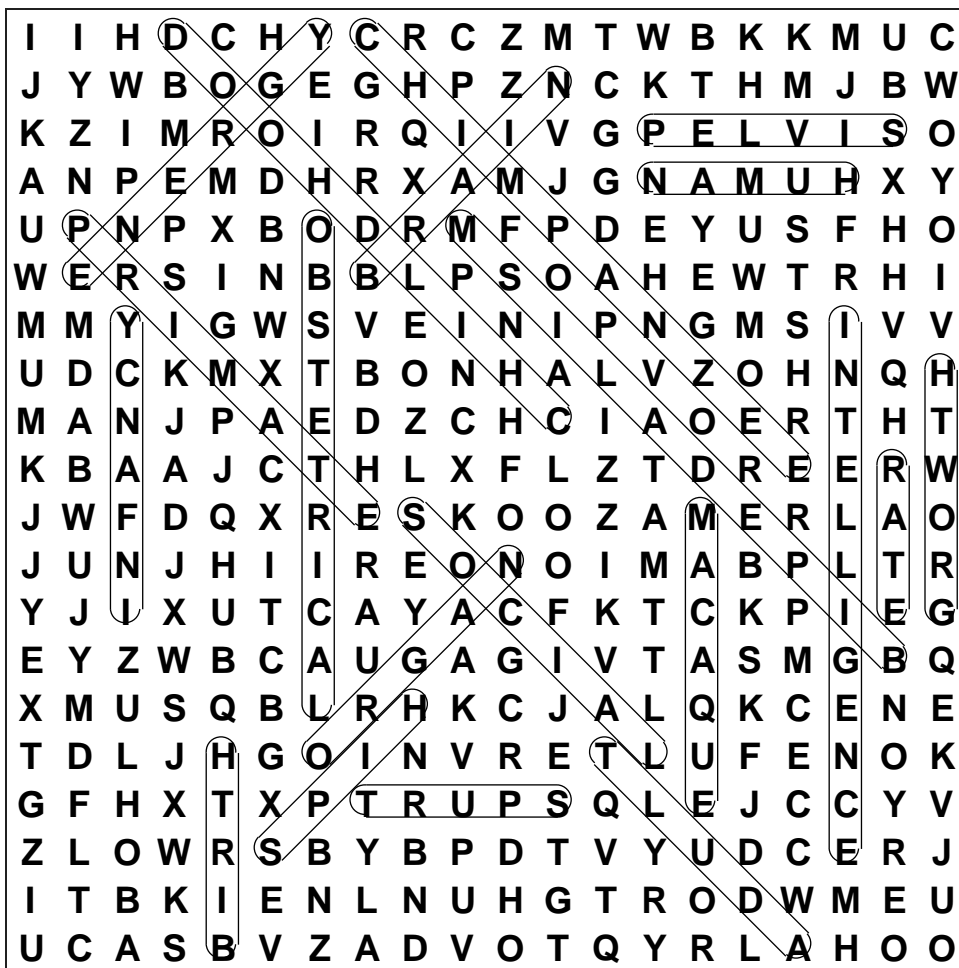 I I H D C H Y C R C Z M T W B K K M U C
J Y W B O G E G H P Z N C K T H M J B W
K Z I M R O I R Q I I V G P E L V I S O
A N P E M D H R X A M J G N A M U H X Y
U P N P X B O D R M F P D E Y U S F H O
W E R S I N B B L P S O A H E W T R H I
M M Y I G W S V E I N I P N G M S I V V
U D C K M X T B O N H A L V Z O H N Q H
M A N J P A E D Z C H C I A O E R T H T
K B A A J C T H L X F L Z T D R E E R W
J W F D Q X R E S K O O Z A M E R L A O
J U N J H I I R E O N O I M A B P L T R
Y J I X U T C A Y A C F K T C K P I E G
E Y Z W B C A U G A G I V T A S M G B Q
X M U S Q B L R H K C J A L Q K C E N E
T D L J H G O I N V R E T L U F E N O K
G F H X T X P T R U P S Q L E J C C Y V
Z L O W R S B Y B P D T V Y U D C E R J
I T B K I E N L N U H G T R O D W M E U
U C A S B V Z A D V O T Q Y R L A H O O